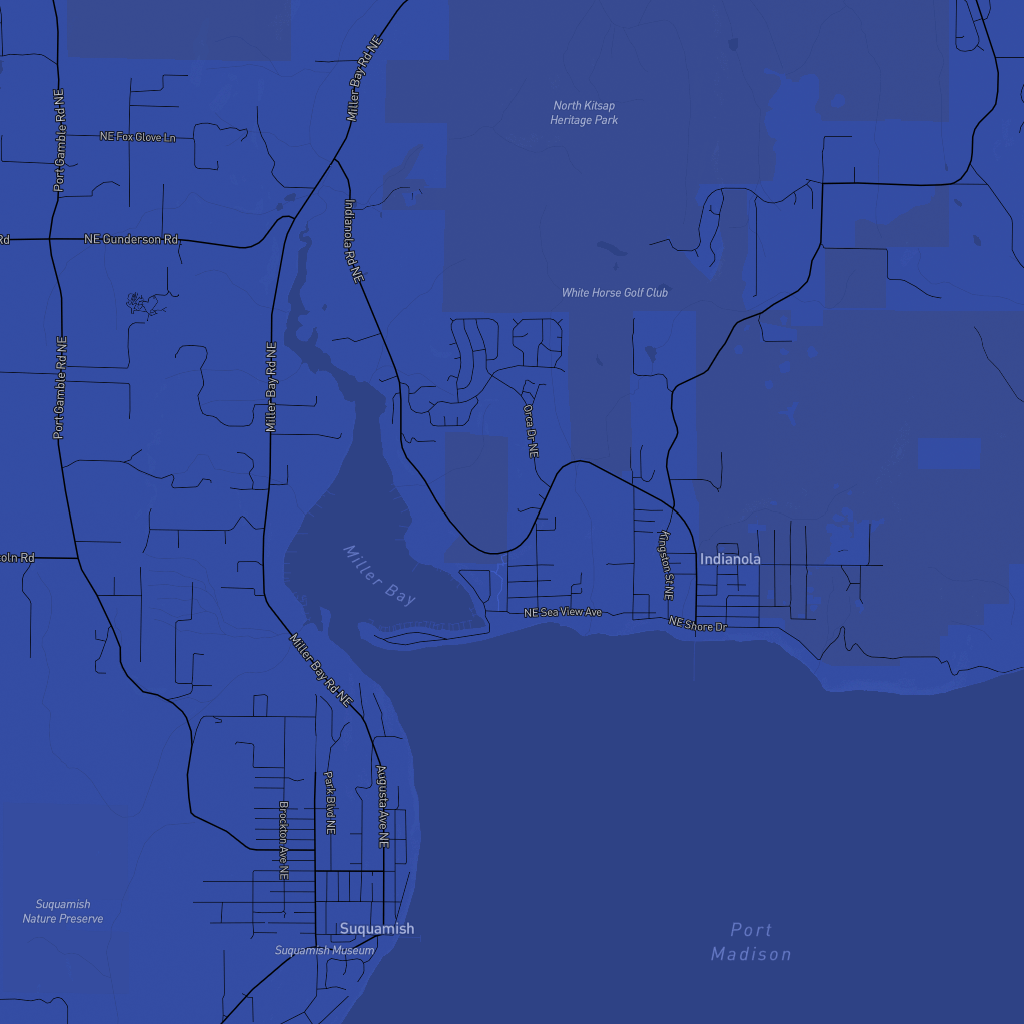 Miller Bay Rd NE
Port Gamble Rd NE
North Kitsap
Heritage Park
NE Fox Glove Ln
Indianola Rd NE
Rd
NE Gunderson Rd
White Horse Golf Club
Port Gamble Rd NE
Miller Bay Rd NE
Orca Dr NE
oln Rd
Miller Bay
Kingston St NE
Indianola
NE Sea View Ave
NE Shore Dr
Miller Bay Rd NE
Park Blvd NE
Augusta Ave NE
Brockton Ave NE
Suquamish
Nature Preserve
Suquamish
Suquamish Museum
Port
Madison